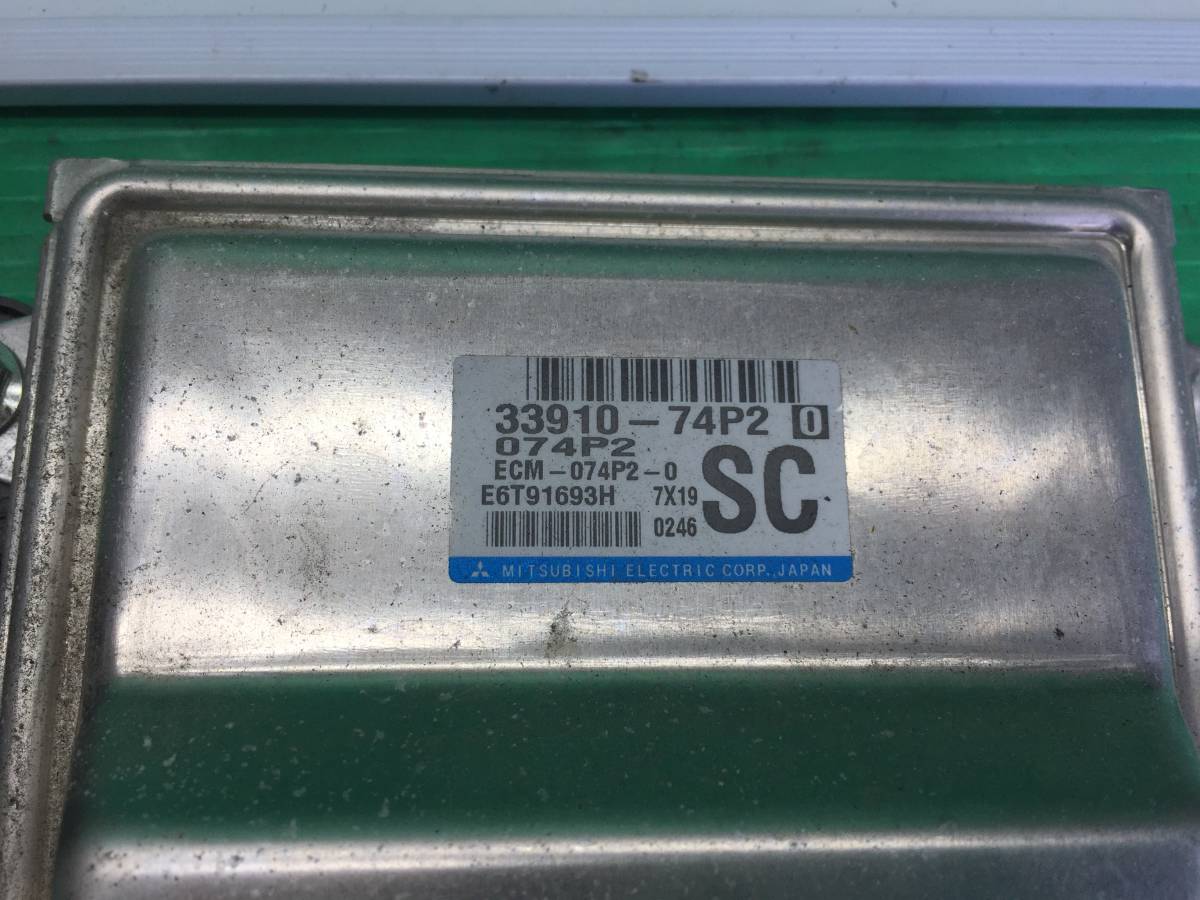 33910-74P2 0
074P2
ECM-074P2-0
SC
E6T91693H 7X19
0246
MITSUBISHI ELECTRIC CORP., JAPAN